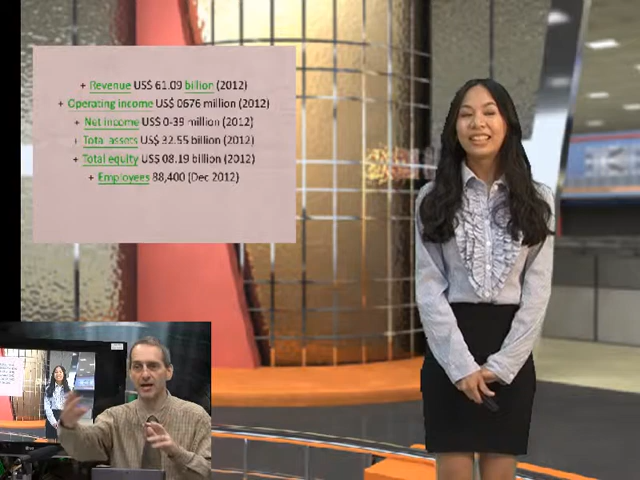 + Revenue US$ 61.09 billion (2012)
+ Operating income US$ 0676 million (2012)
+ Net income US$ 0-39 million (2012)
+ Total assets US$ 32.55 billion (2012)
+ Total equity US$ 08.19 billion (2012)
+ Employees 88,400 (Dec 2012)